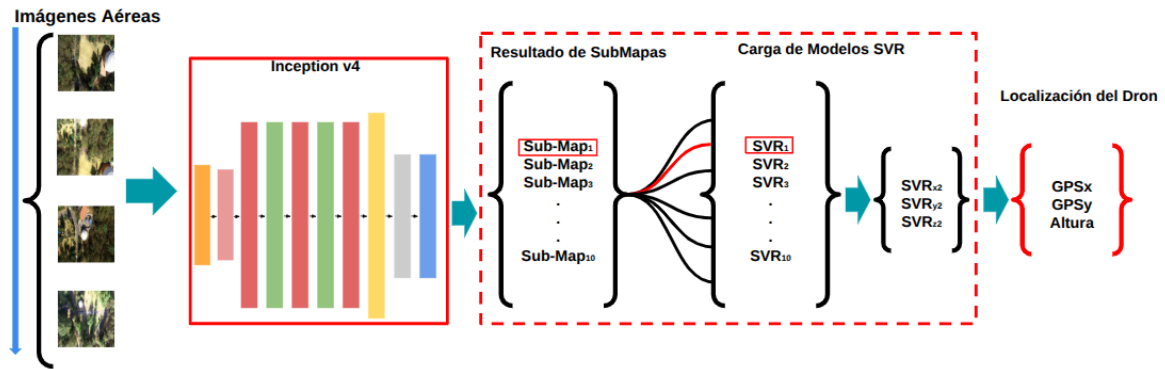 Imágenes Aéreas
Inception v4
Resultado de SubMapas
Sub-Map₁
Sub-Map₂
Sub-Map₃
.
.
.
Sub-Map₁₀
Carga de Modelos SVR
SVR₁
SVR₂
SVR₃
.
.
.
SVR₁₀
SVRx2
SVRy2
SVRz2
Localización del Dron
GPSx
GPSy
Altura